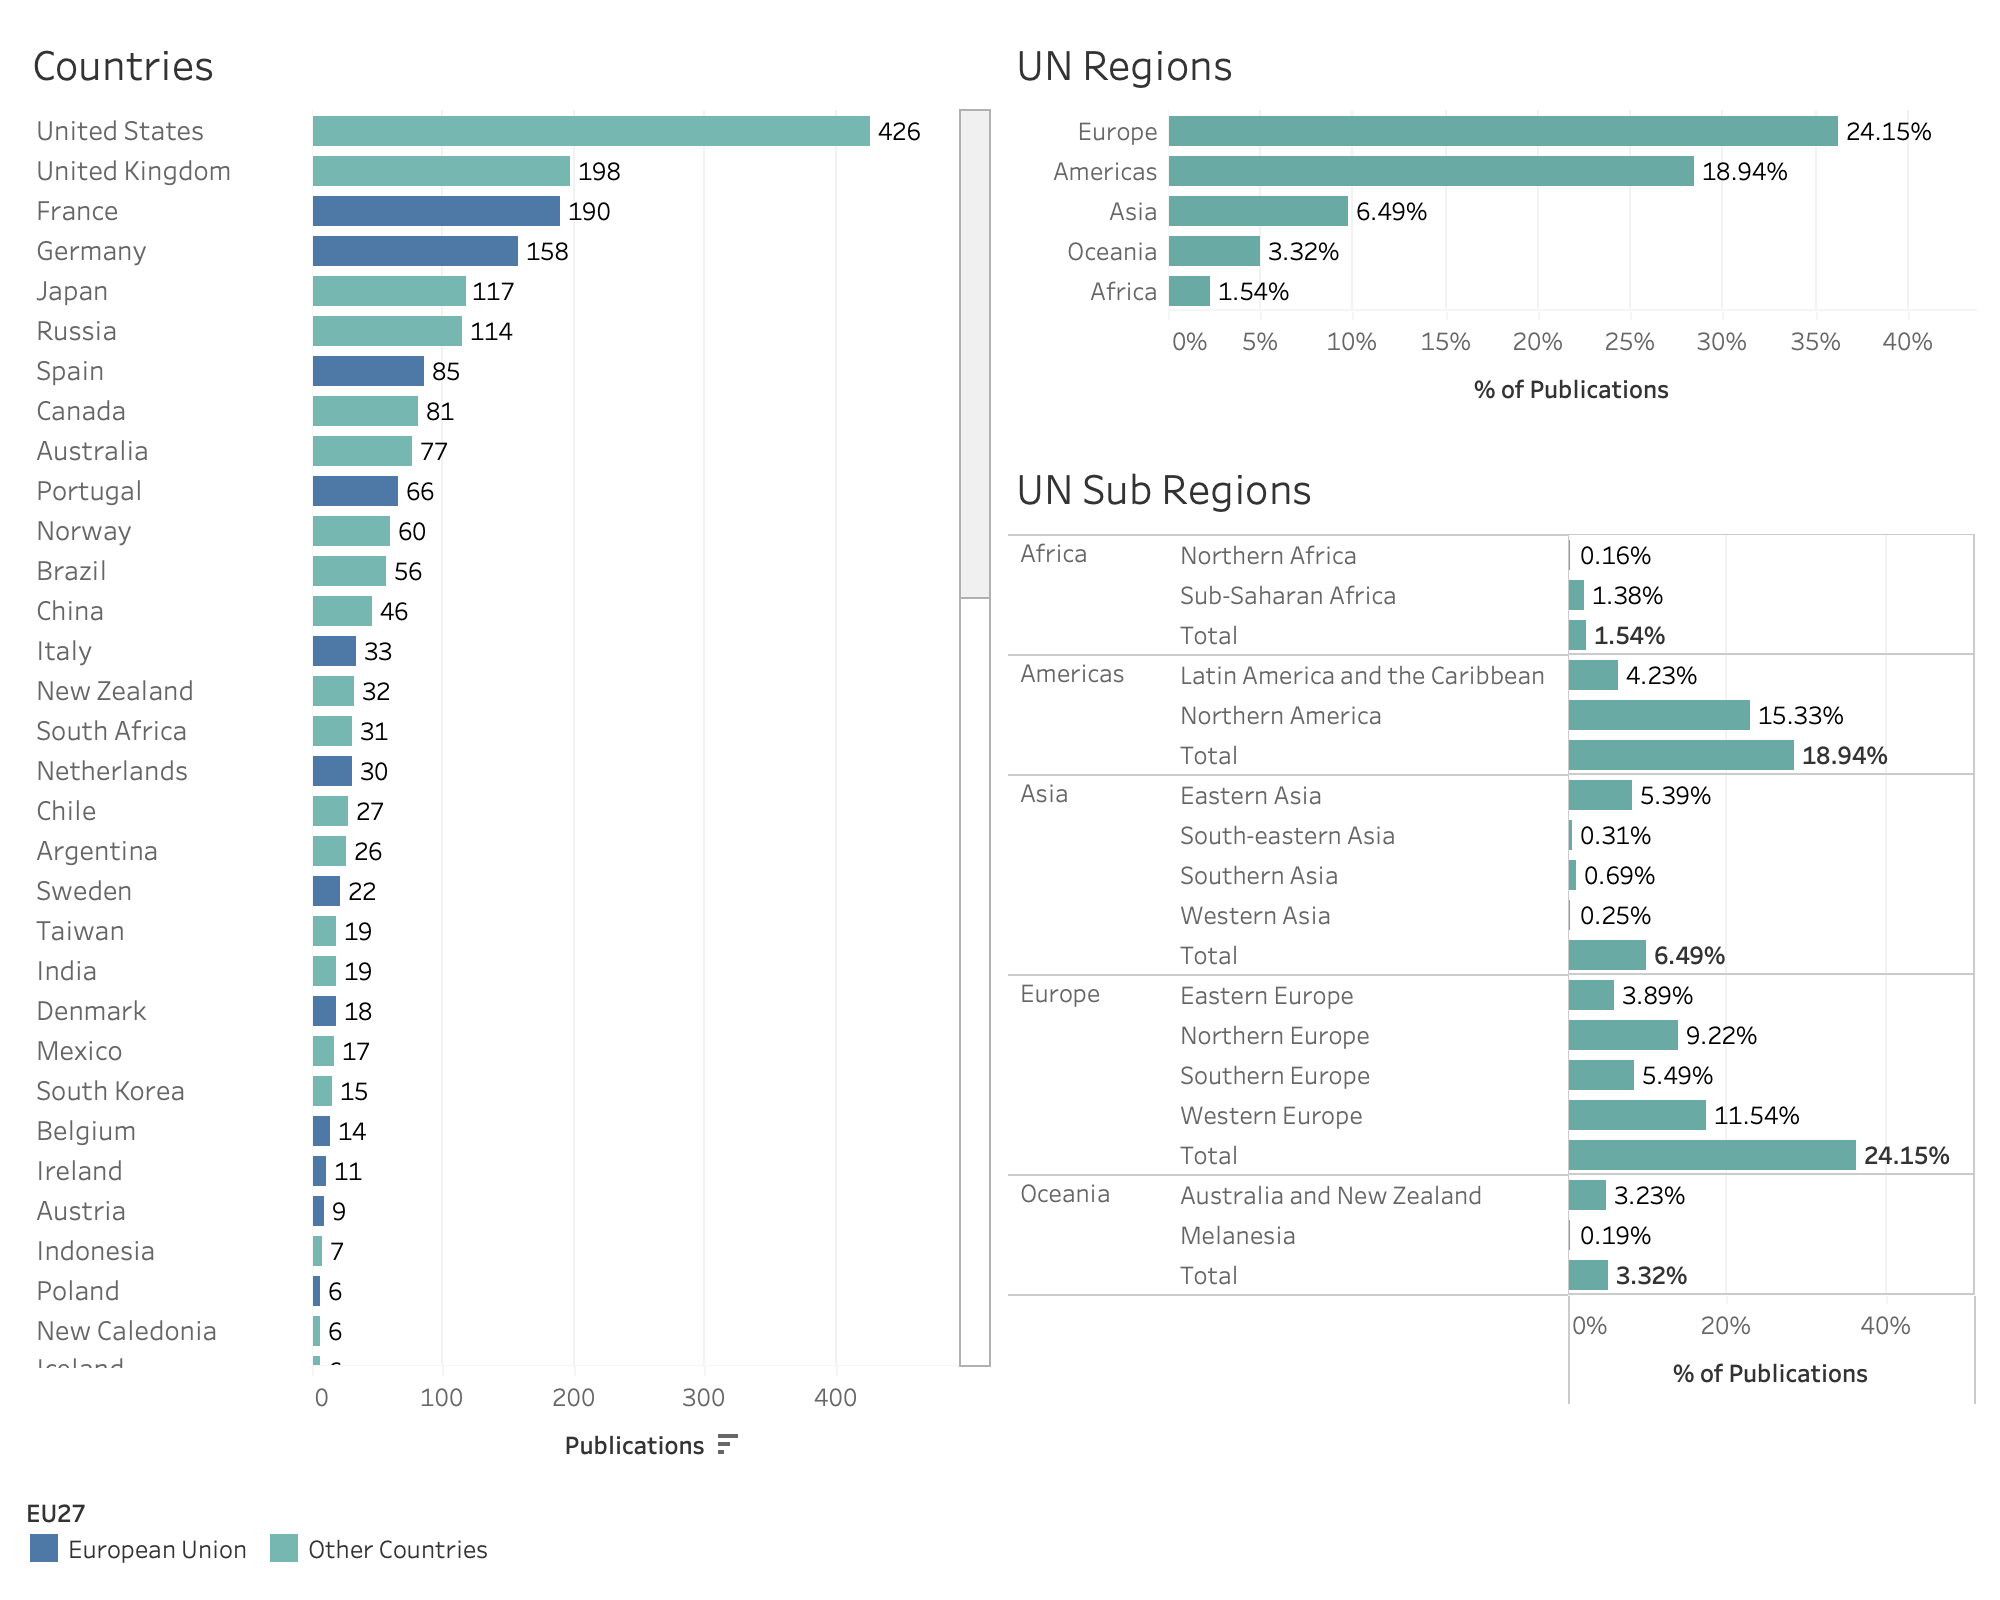 Countries
United States 426
United Kingdom 198
France 190
Germany 158
Japan 117
Russia 114
Spain 85
Canada 81
Australia 77
Portugal 66
Norway 60
Brazil 56
China 46
Italy 33
New Zealand 32
South Africa 31
Netherlands 30
Chile 27
Argentina 26
Sweden 22
Taiwan 19
India 19
Denmark 18
Mexico 17
South Korea 15
Belgium 14
Ireland 11
Austria 9
Indonesia 7
Poland 6
New Caledonia 6
Iceland 6
0 100 200 300 400
Publications
EU27
European Union Other Countries
UN Regions
Europe 24.15%
Americas 18.94%
Asia 6.49%
Oceania 3.32%
Africa 1.54%
0% 5% 10% 15% 20% 25% 30% 35% 40%
% of Publications
UN Sub Regions
Africa Northern Africa 0.16%
Sub-Saharan Africa 1.38%
Total 1.54%
Americas Latin America and the Caribbean 4.23%
Northern America 15.33%
Total 18.94%
Asia Eastern Asia 5.39%
South-eastern Asia 0.31%
Southern Asia 0.69%
Western Asia 0.25%
Total 6.49%
Europe Eastern Europe 3.89%
Northern Europe 9.22%
Southern Europe 5.49%
Western Europe 11.54%
Total 24.15%
Oceania Australia and New Zealand 3.23%
Melanesia 0.19%
Total 3.32%
0% 20% 40%
% of Publications